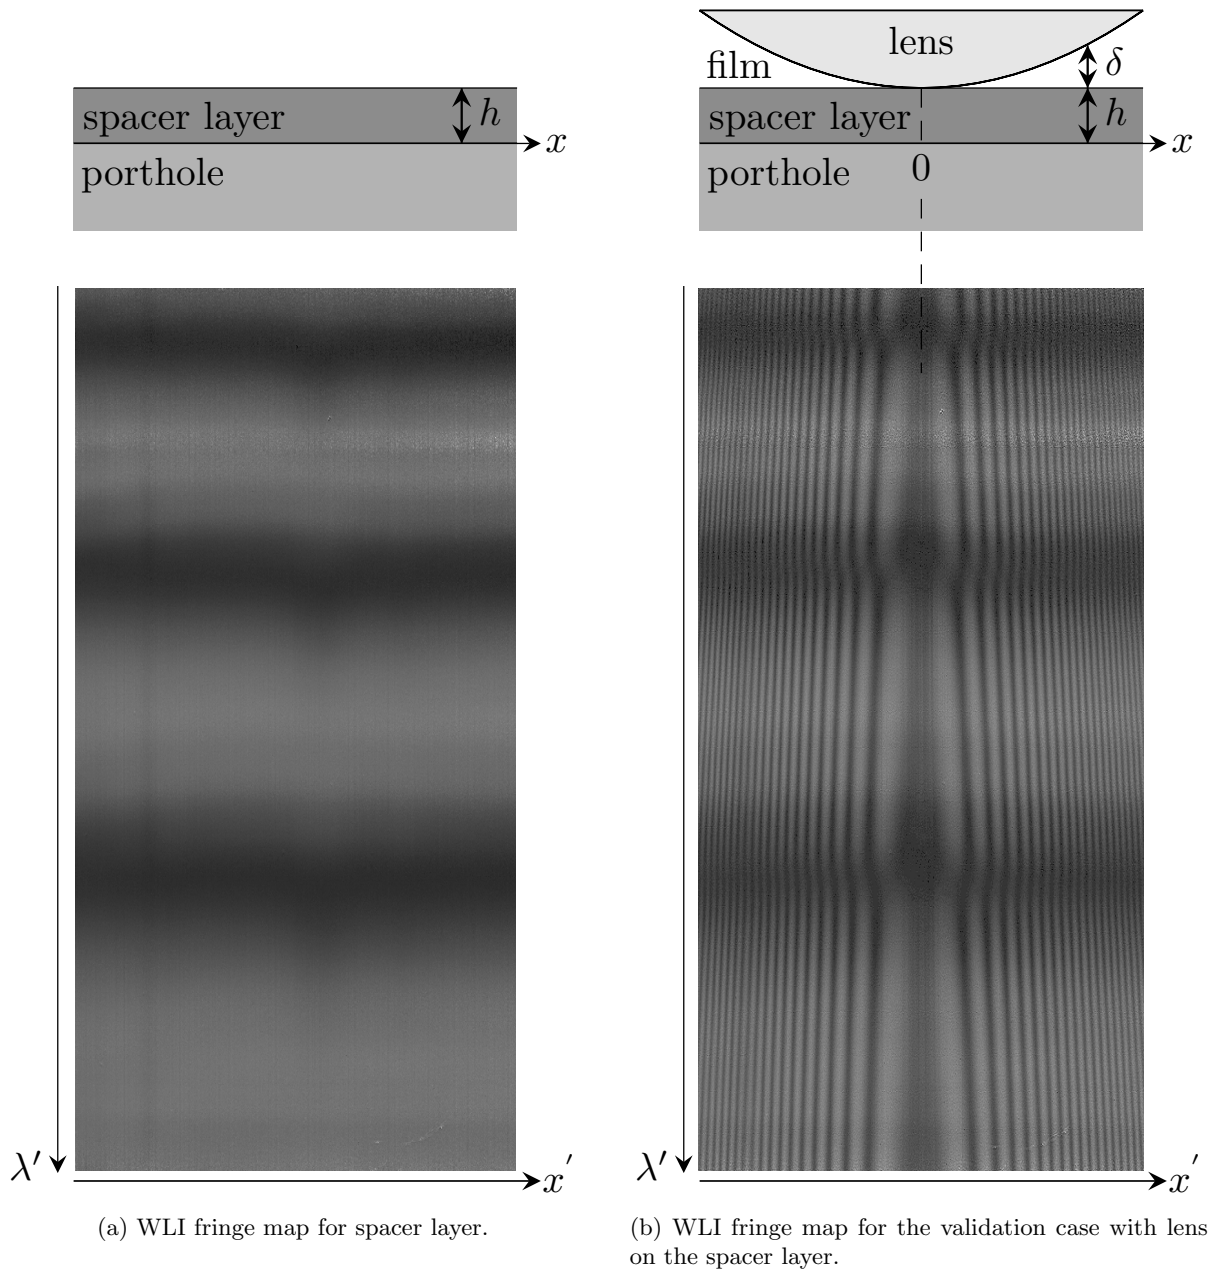 lens
film
δ
spacer layer
h
x
porthole
spacer layer
h
x
porthole
0
λ′
x′
λ′
x′
(a) WLI fringe map for spacer layer.
(b) WLI fringe map for the validation case with lens
on the spacer layer.